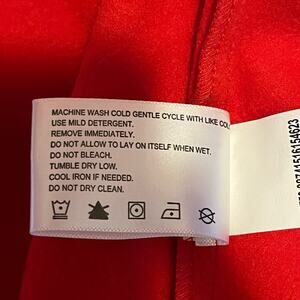 MACHINE WASH COLD GENTLE CYCLE WITH LIKE
USE MILD DETERGENT.
REMOVE IMMEDIATELY.
DO NOT ALLOW TO LAY ON ITSELF WHEN WET.
DO NOT BLEACH.
TUMBLE DRY LOW.
COOL IRON IF NEEDED.
DO NOT DRY CLEAN.